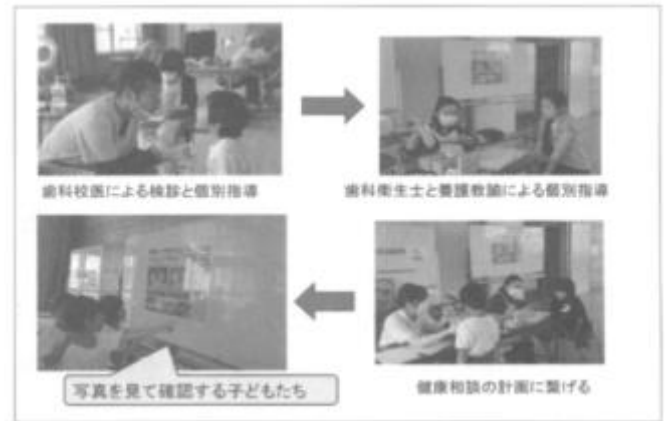 歯科校医による検診と個別指導
歯科衛生士と養護教諭による個別指導
健康相談の計画に繋げる
写真を見て確認する子どもたち